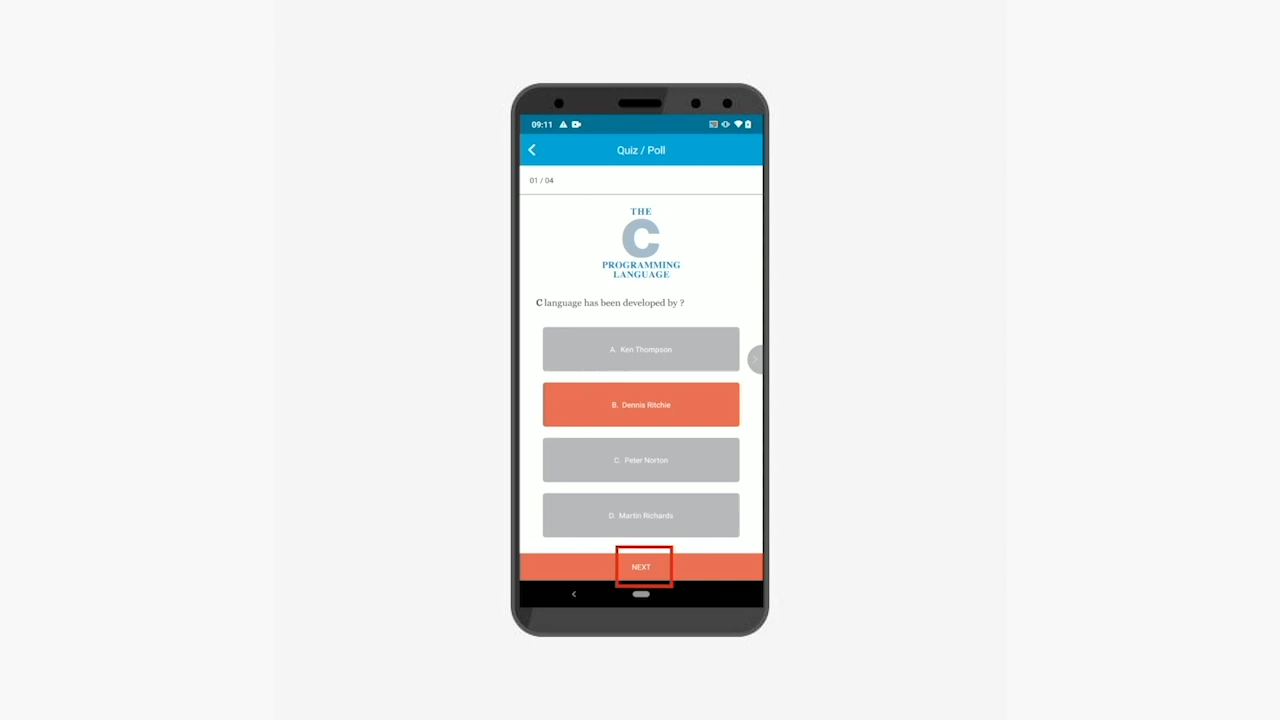 09:11
Quiz / Poll
01 / 04
THE
C
PROGRAMMING
LANGUAGE
C language has been developed by ?
A. Ken Thompson
B. Dennis Ritchie
C. Peter Norton
D. Martin Richards
NEXT